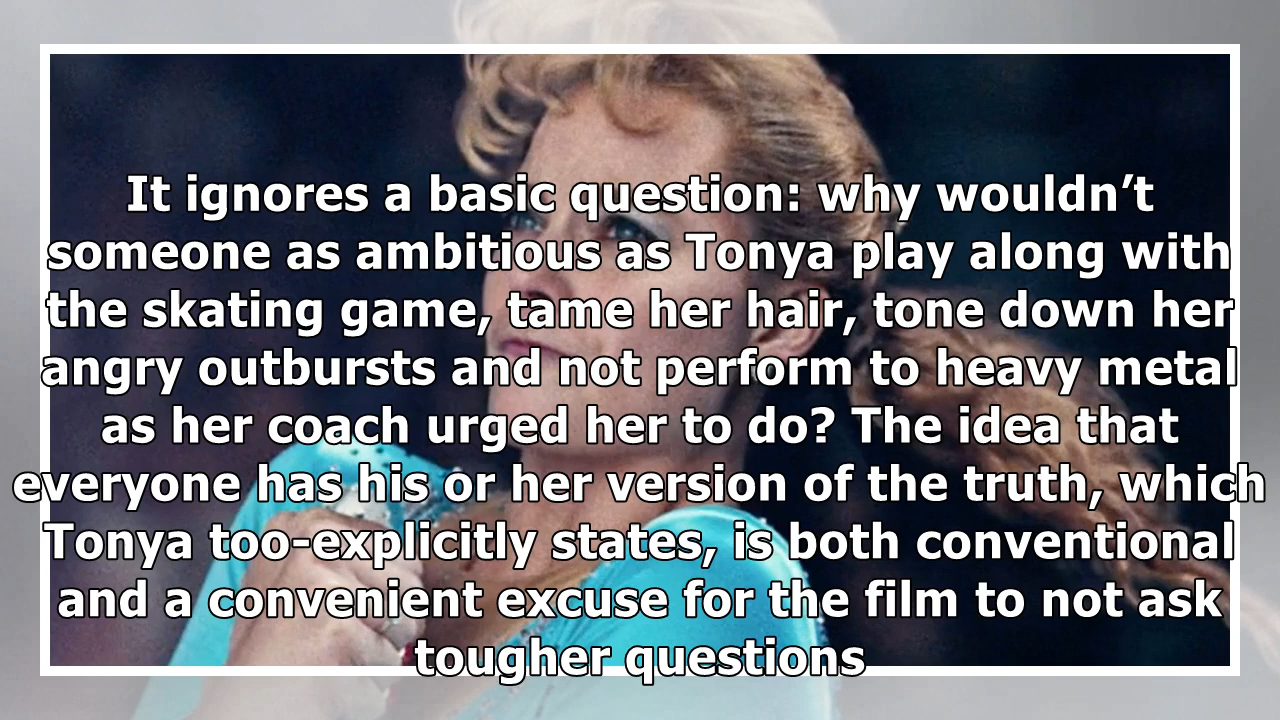 It ignores a basic question: why wouldn’t
someone as ambitious as Tonya play along with
the skating game, tame her hair, tone down her
angry outbursts and not perform to heavy metal
as her coach urged her to do? The idea that
everyone has his or her version of the truth, which
Tonya too-explicitly states, is both conventional
and a convenient excuse for the film to not ask
tougher questions